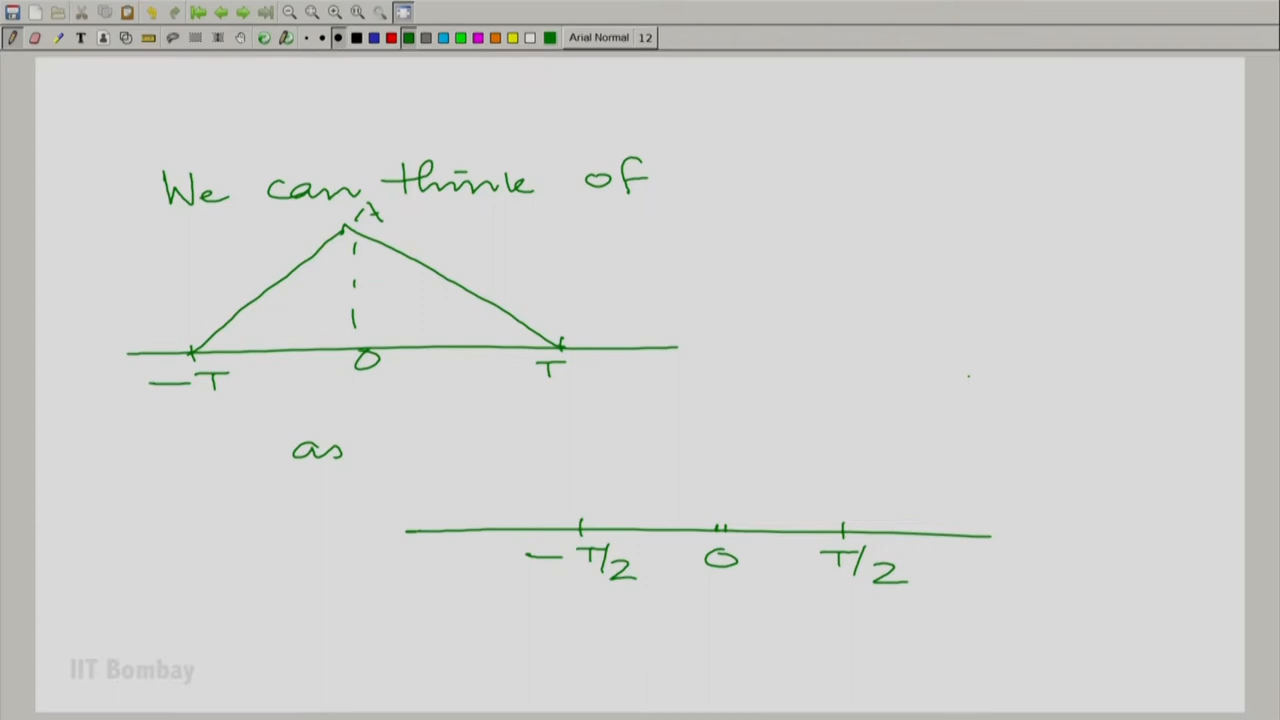 Arial Normal 12
We can think of
A
-T 0 T
as
-T/2 0 T/2
IIT Bombay